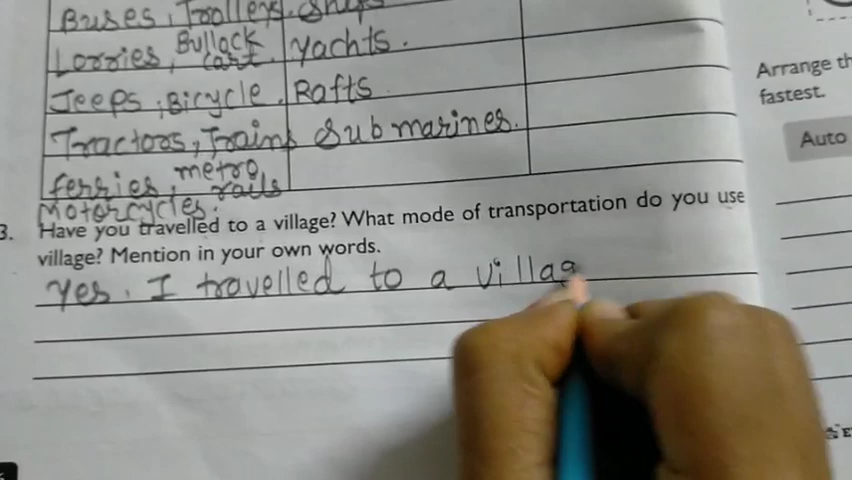 Buses, Trolleys. Ships
Lorries, Bullock cart. Yachts.
Jeeps, Bicycle. Rafts
Tractors, Trains Submarines.
ferries, metro rails
Motorcycles.
3. Have you travelled to a village? What mode of transportation do you use
village? Mention in your own words.
Yes. I travelled to a villag
Arrange th
fastest.
Auto